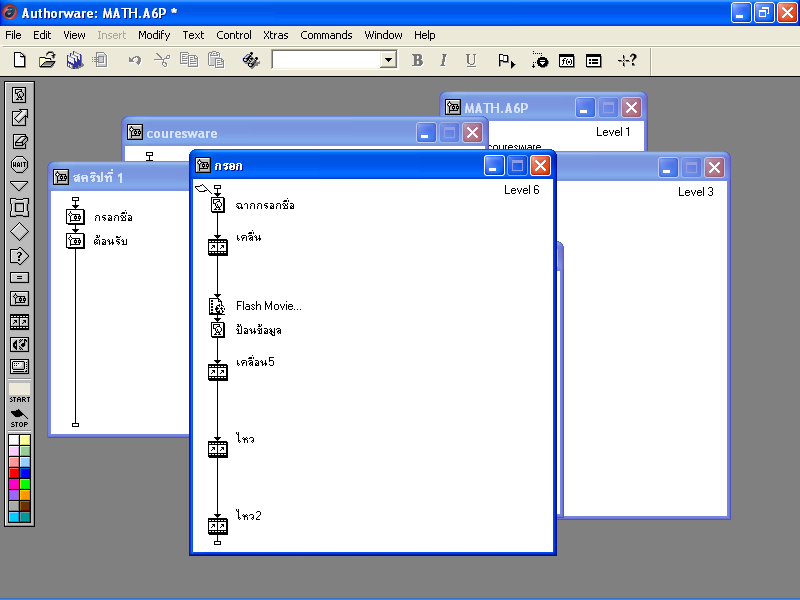 Authorware: MATH.A6P *
File Edit View Insert Modify Text Control Xtras Commands Window Help
B I U
MATH.A6P
Level 1
couresware
couresware
สคริปที่ 1
กรอกชื่อ
ต้อนรับ
Level 3
กรอก
Level 6
ฉากกรอกชื่อ
เคลื่น
Flash Movie...
ป้อนข้อมูล
เคลื่อน5
ไหว
ไหว2
WAIT
START
STOP